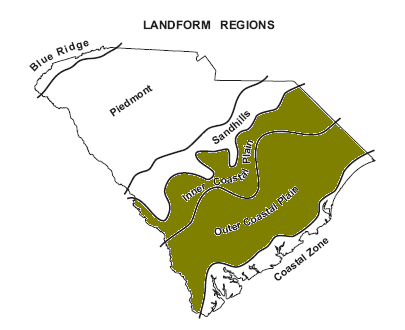 LANDFORM REGIONS
Blue Ridge
Piedmont
Sandhills
Inner Coastal Plain
Outer Coastal Plain
Coastal Zone